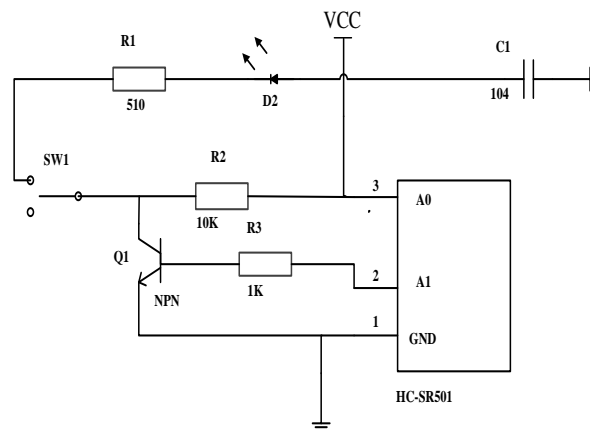 VCC
R1
C1
510
D2
104
SW1
R2
3
A0
10K
R3
Q1
2
A1
NPN
1K
1
GND
HC-SR501